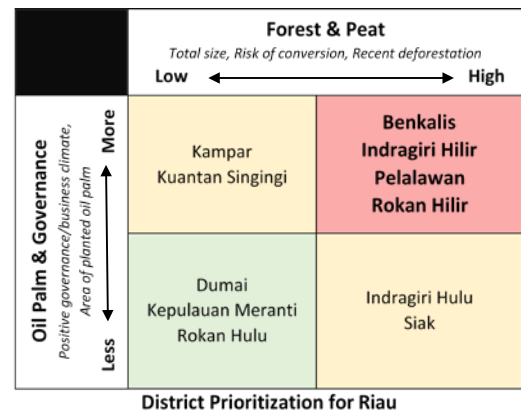 Forest & Peat
Total size, Risk of conversion, Recent deforestation
Low High
Oil Palm & Governance
Positive governance/business climate,
Area of planted oil palm
More
Less
Kampar
Kuantan Singingi
Benkalis
Indragiri Hilir
Pelalawan
Rokan Hilir
Dumai
Kepulauan Meranti
Rokan Hulu
Indragiri Hulu
Siak
District Prioritization for Riau